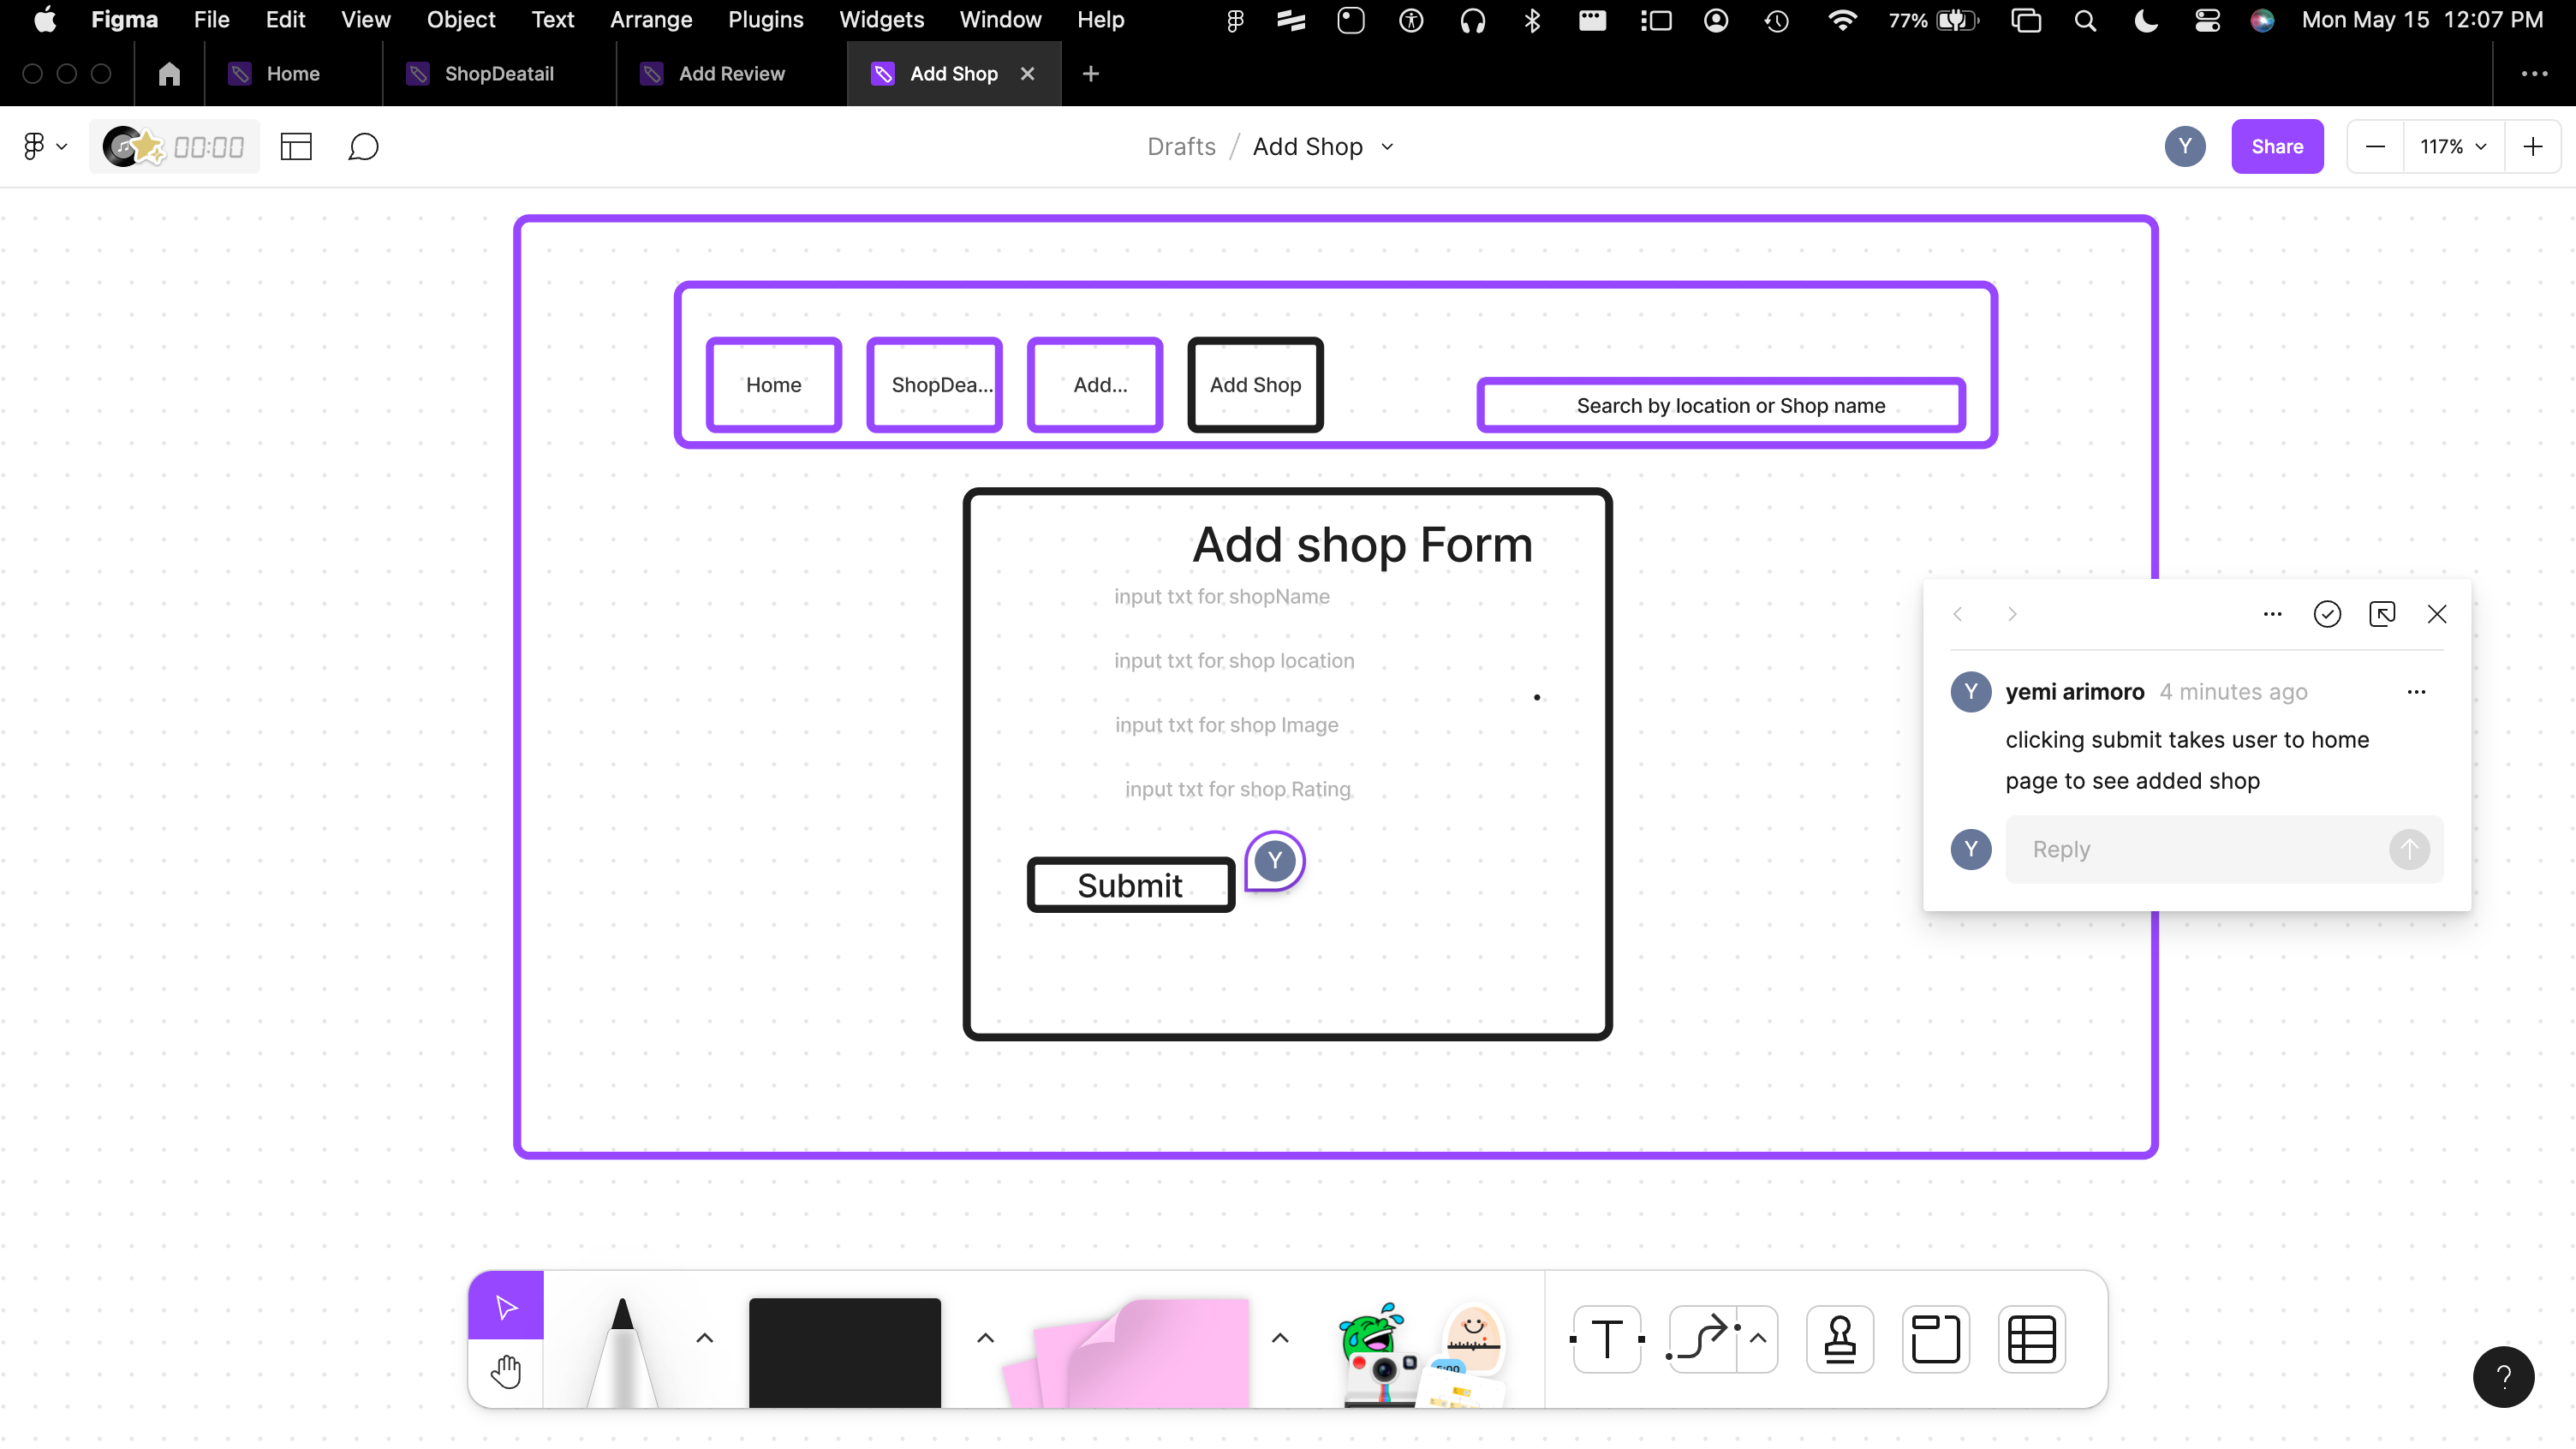 Figma File Edit View Object Text Arrange Plugins Widgets Window Help 77% Mon May 15 12:07 PM
Home ShopDeatail Add Review Add Shop
00:00 Drafts / Add Shop Y Share 117%
Home ShopDea... Add... Add Shop Search by location or Shop name
Add shop Form
input txt for shopName
input txt for shop location
input txt for shop Image
input txt for shop Rating
Submit Y
Y yemi arimoro 4 minutes ago
clicking submit takes user to home
page to see added shop
Y Reply
T
?